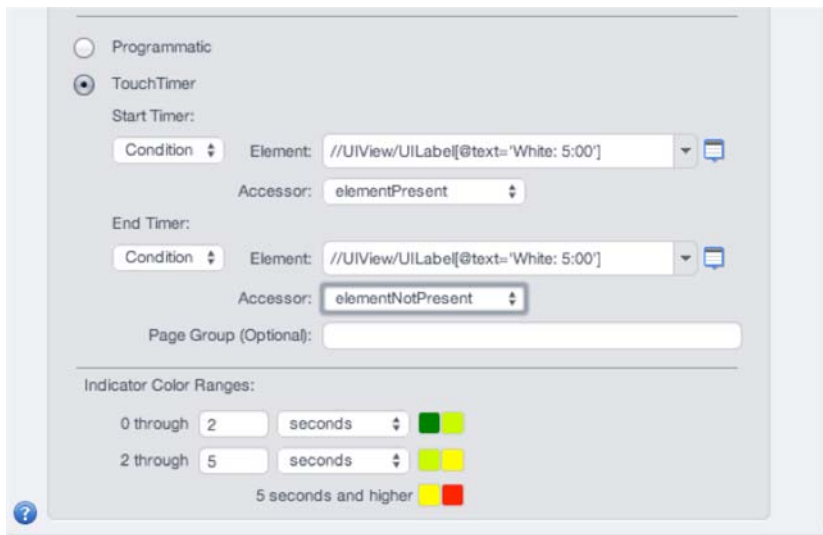 Programmatic
TouchTimer
Start Timer:
Condition Element: //UIView/UILabel[@text='White: 5:00']
Accessor: elementPresent
End Timer:
Condition Element: //UIView/UILabel[@text='White: 5:00']
Accessor: elementNotPresent
Page Group (Optional):
Indicator Color Ranges:
0 through 2 seconds
2 through 5 seconds
5 seconds and higher
?